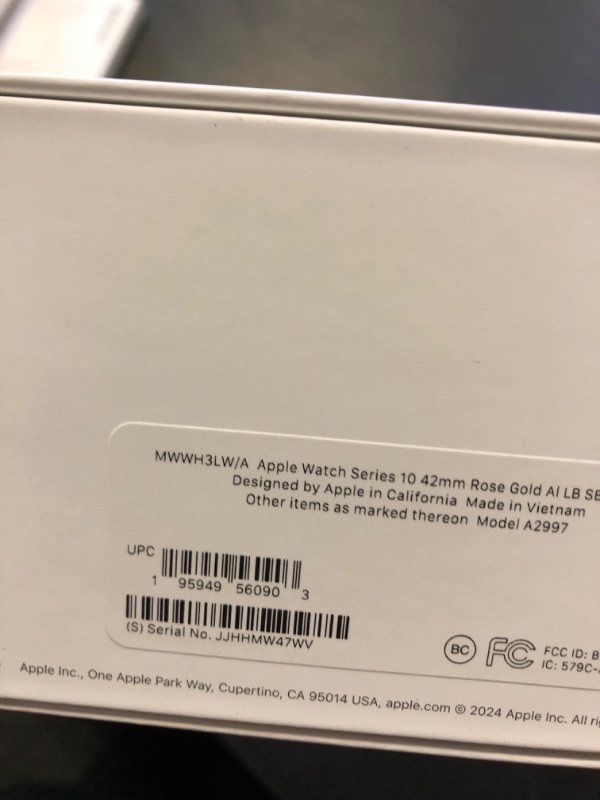 MWWH3LW/A Apple Watch Series 10 42mm Rose Gold Al LB
Designed by Apple in California Made in Vietnam
Other items as marked thereon Model A2997
UPC
1 95949 56090 3
(S) Serial No. JJHHMW47WV
BC FC FCC ID:
IC: 579C-
Apple Inc., One Apple Park Way, Cupertino, CA 95014 USA, apple.com © 2024 Apple Inc. All